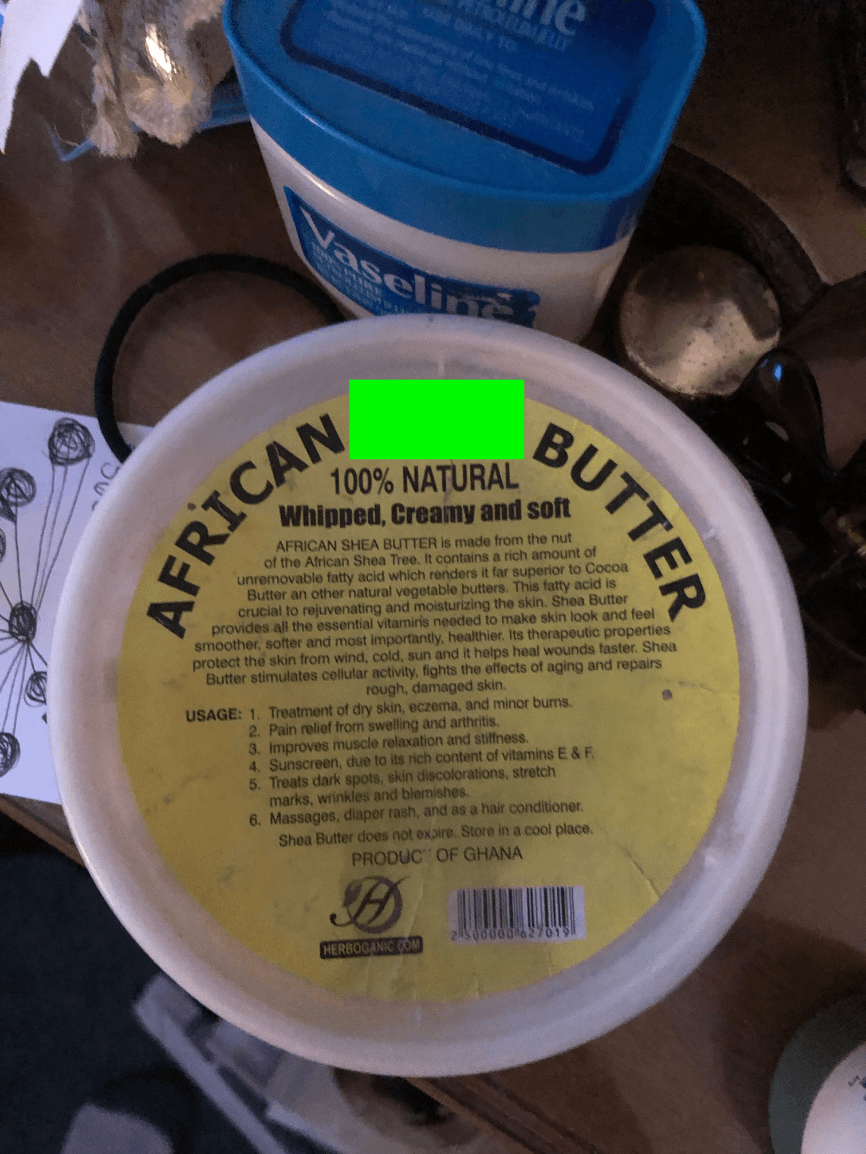 Vaseline
100% PURE
AFRICAN BUTTER
100% NATURAL
Whipped, Creamy and soft
AFRICAN SHEA BUTTER is made from the nut
of the African Shea Tree. It contains a rich amount of
unremovable fatty acid which renders it far superior to Cocoa
Butter an other natural vegetable butters. This fatty acid is
crucial to rejuvenating and moisturizing the skin. Shea Butter
provides all the essential vitamins needed to make skin look and feel
smoother, softer and most importantly, healthier. Its therapeutic properties
protect the skin from wind, cold, sun and it helps heal wounds faster. Shea
Butter stimulates cellular activity, fights the effects of aging and repairs
rough, damaged skin.
USAGE: 1. Treatment of dry skin, eczema, and minor burns.
2. Pain relief from swelling and arthritis.
3. Improves muscle relaxation and stiffness.
4. Sunscreen, due to its rich content of vitamins E & F.
5. Treats dark spots, skin discolorations, stretch
marks, wrinkles and blemishes.
6. Massages, diaper rash, and as a hair conditioner.
Shea Butter does not expire. Store in a cool place.
PRODUCT OF GHANA
H
HERBOGANIC.COM
2 500000 627019